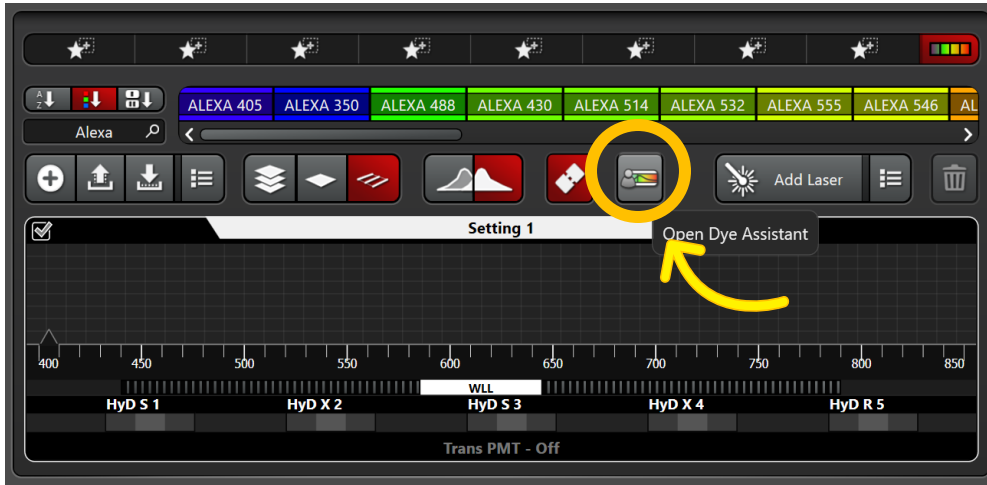 A
Z
ALEXA 405 ALEXA 350 ALEXA 488 ALEXA 430 ALEXA 514 ALEXA 532 ALEXA 555 ALEXA 546 AL
Alexa
Add Laser
Setting 1
Open Dye Assistant
400 450 500 550 600 650 700 750 800 850
WLL
HyD S 1 HyD X 2 HyD S 3 HyD X 4 HyD R 5
Trans PMT - Off